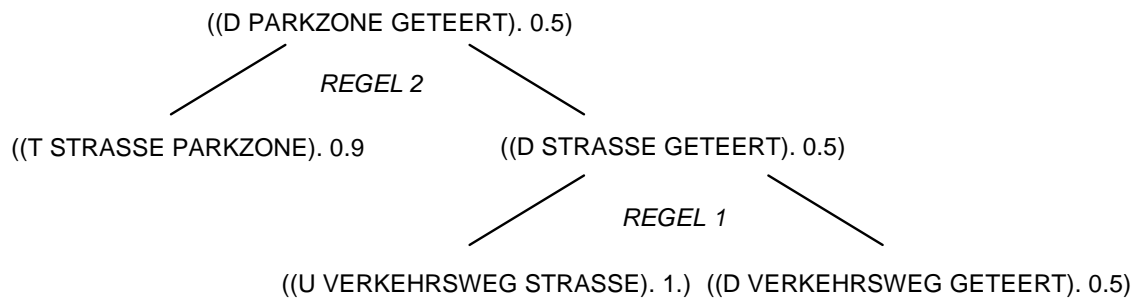 ((D PARKZONE GETEERT). 0.5)
REGEL 2
((T STRASSE PARKZONE). 0.9 ((D STRASSE GETEERT). 0.5)
REGEL 1
((U VERKEHRSWEG STRASSE). 1.) ((D VERKEHRSWEG GETEERT). 0.5)